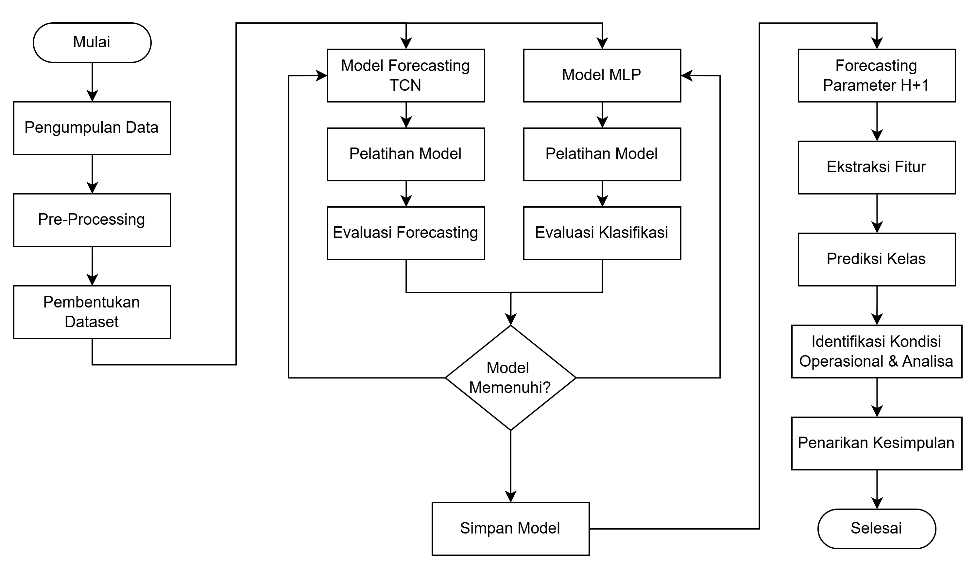 Mulai
Pengumpulan Data
Pre-Processing
Pembentukan
Dataset
Model Forecasting
TCN
Pelatihan Model
Evaluasi Forecasting
Model MLP
Pelatihan Model
Evaluasi Klasifikasi
Model
Memenuhi?
Simpan Model
Forecasting
Parameter H+1
Ekstraksi Fitur
Prediksi Kelas
Identifikasi Kondisi
Operasional & Analisa
Penarikan Kesimpulan
Selesai